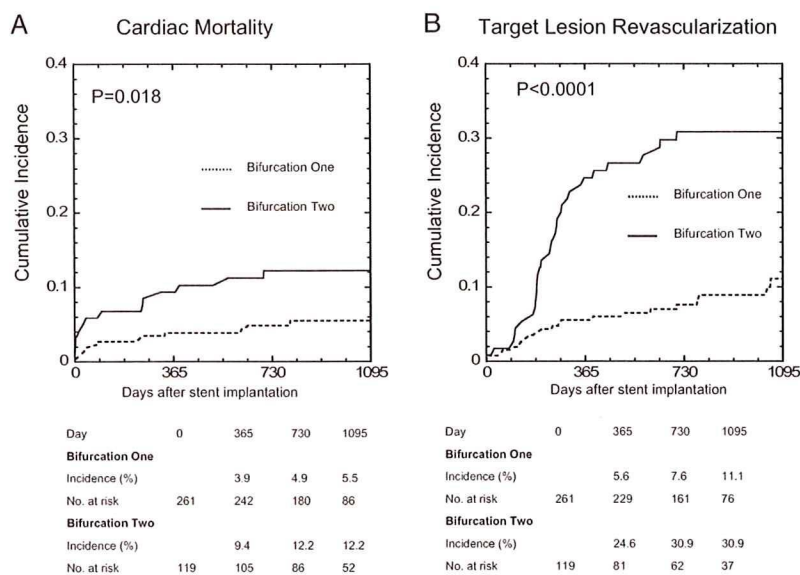 A
Cardiac Mortality
0.4
0.3
0.2
0.1
0
Cumulative Incidence
P=0.018
Bifurcation One
Bifurcation Two
0
365
730
1095
Days after stent implantation
Day 0 365 730 1095
Bifurcation One
Incidence (%) 3.9 4.9 5.5
No. at risk 261 242 180 86
Bifurcation Two
Incidence (%) 9.4 12.2 12.2
No. at risk 119 105 86 52
B
Target Lesion Revascularization
0.4
0.3
0.2
0.1
0
Cumulative Incidence
P<0.0001
Bifurcation One
Bifurcation Two
0
365
730
1095
Days after stent implantation
Day 0 365 730 1095
Bifurcation One
Incidence (%) 5.6 7.6 11.1
No. at risk 261 229 161 76
Bifurcation Two
Incidence (%) 24.6 30.9 30.9
No. at risk 119 81 62 37